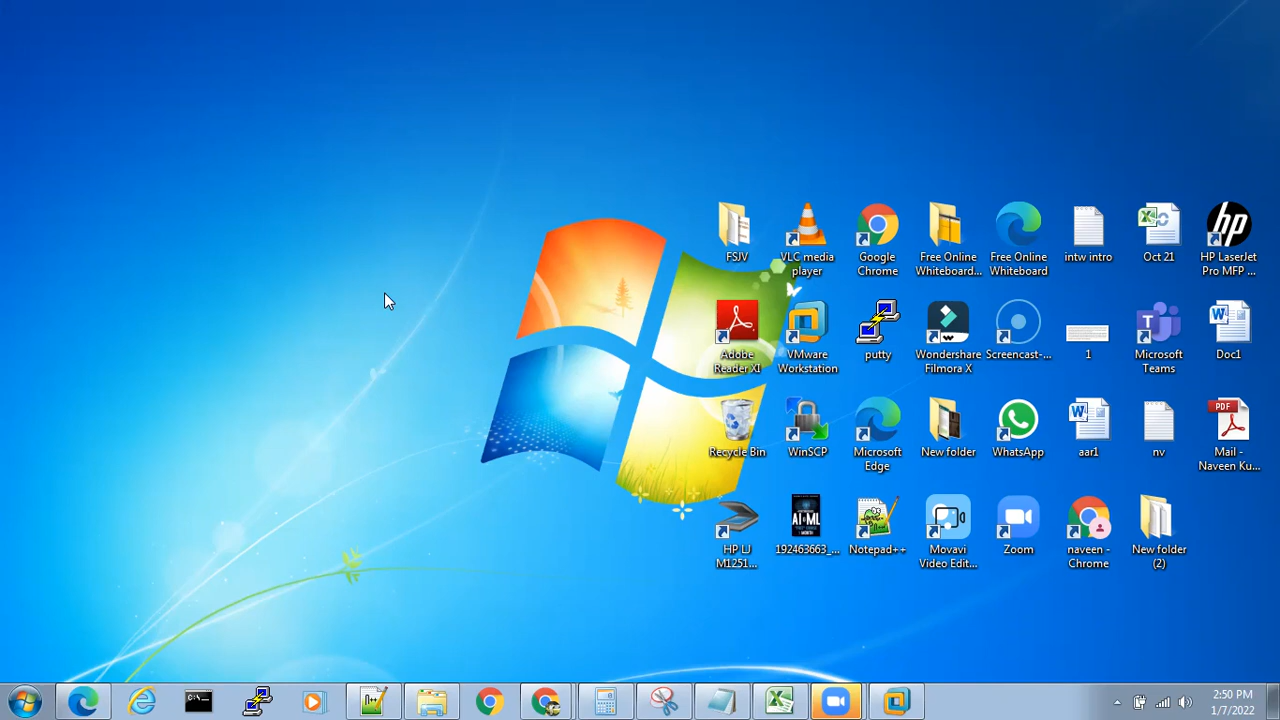 FSJV
VLC media
player
Google
Chrome
Free Online
Whiteboard...
Free Online
Whiteboard
intw intro
Oct 21
HP LaserJet
Pro MFP ...
Adobe
Reader XI
VMware
Workstation
putty
Wondershare
Filmora X
Screencast-...
1
Microsoft
Teams
Doc1
Recycle Bin
WinSCP
Microsoft
Edge
New folder
WhatsApp
aar1
nv
PDF
Mail -
Naveen Ku...
HP LJ
M1251...
AI&ML
192463663_...
Notepad++
Movavi
Video Edit...
Zoom
naveen -
Chrome
New folder
(2)
2:50 PM
1/7/2022